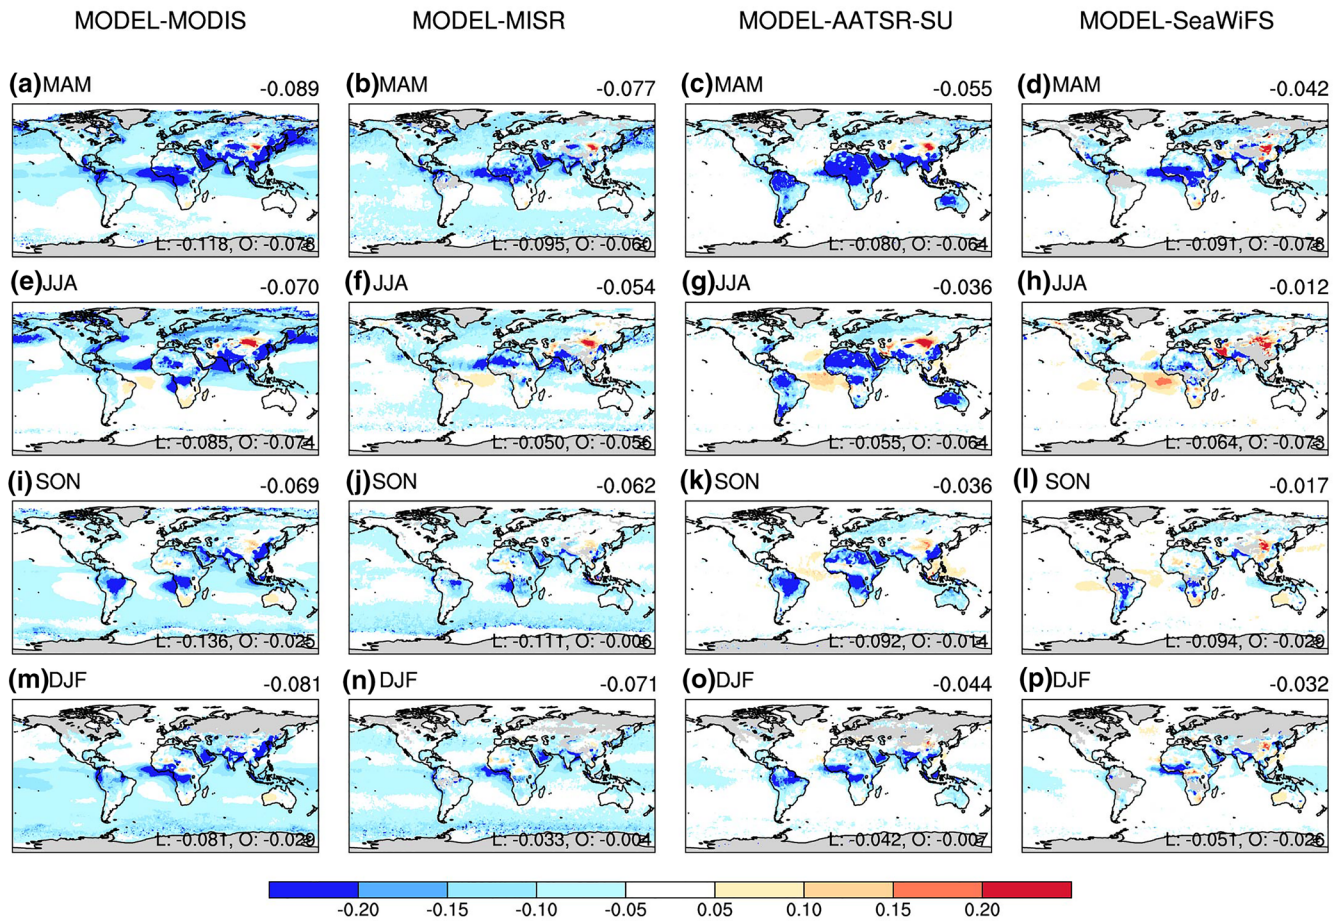 MODEL-MODIS MODEL-MISR MODEL-AATSR-SU MODEL-SeaWiFS
(a) MAM -0.089 (b) MAM -0.077 (c) MAM -0.055 (d) MAM -0.042
L: -0.118, O: -0.078 L: -0.095, O: -0.060 L: -0.080, O: -0.064 L: -0.091, O: -0.078
(e) JJA -0.070 (f) JJA -0.054 (g) JJA -0.036 (h) JJA -0.012
L: -0.085, O: -0.074 L: -0.050, O: -0.056 L: -0.055, O: -0.064 L: -0.064, O: -0.073
(i) SON -0.069 (j) SON -0.062 (k) SON -0.036 (l) SON -0.017
L: -0.136, O: -0.025 L: -0.111, O: -0.006 L: -0.092, O: -0.014 L: -0.094, O: -0.029
(m) DJF -0.081 (n) DJF -0.071 (o) DJF -0.044 (p) DJF -0.032
L: -0.081, O: -0.029 L: -0.033, O: -0.004 L: -0.042, O: -0.007 L: -0.051, O: -0.026
-0.20 -0.15 -0.10 -0.05 0.05 0.10 0.15 0.20